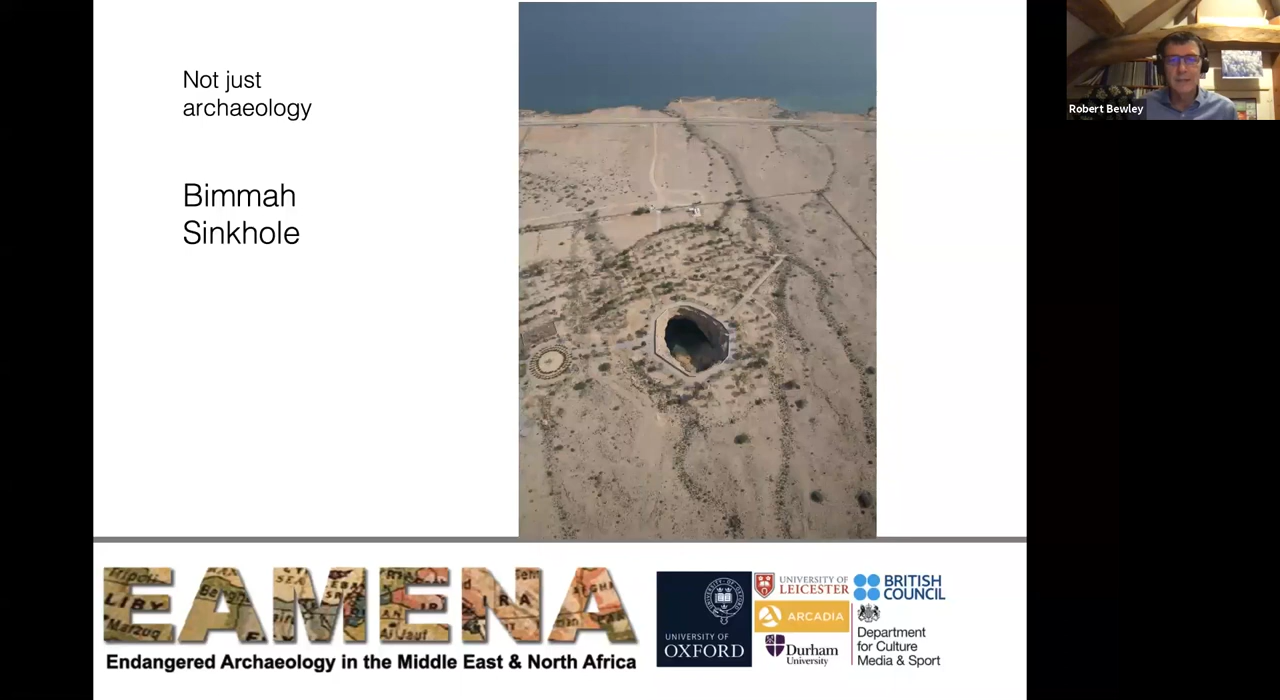 Not just
archaeology
Robert Bewley
Bimmah
Sinkhole
EAMENA
Endangered Archaeology in the Middle East & North Africa
UNIVERSITY OF
OXFORD
UNIVERSITY OF
LEICESTER
BRITISH
COUNCIL
ARCADIA
Durham
University
Department
for Culture
Media & Sport